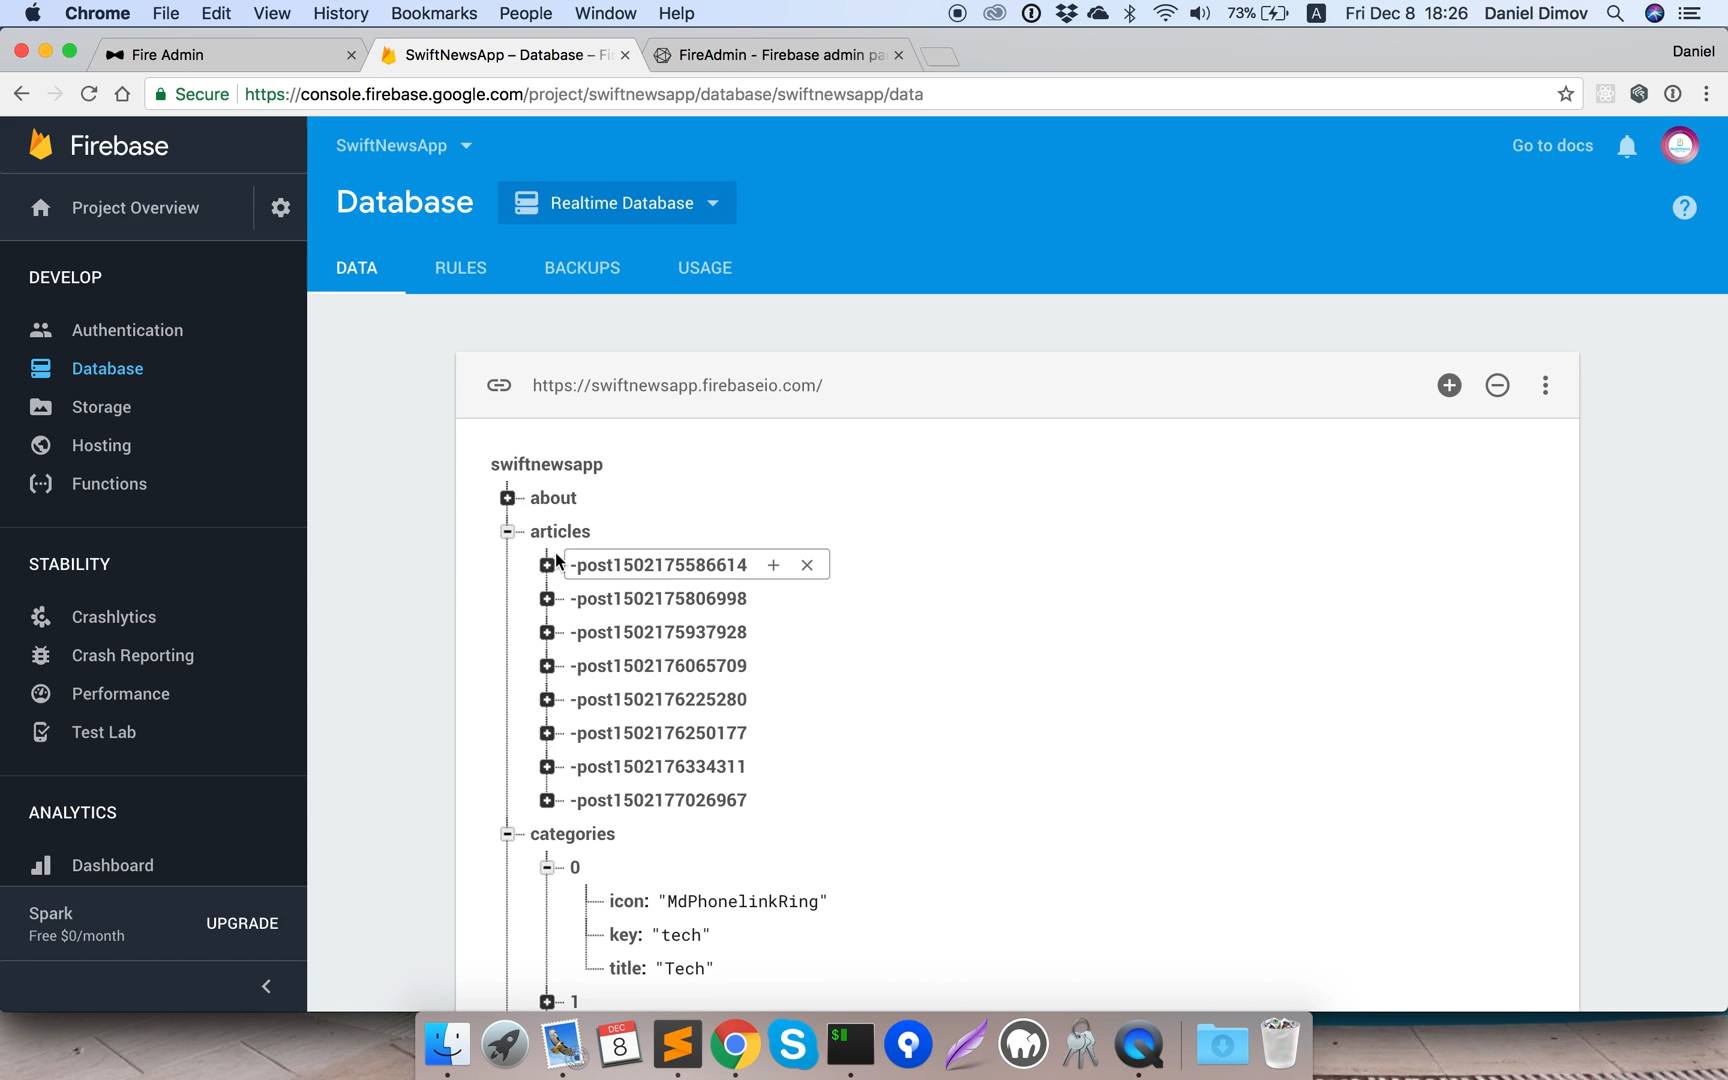 Chrome File Edit View History Bookmarks People Window Help 73% A Fri Dec 8 18:26 Daniel Dimov
Fire Admin SwiftNewsApp – Database – Fi FireAdmin - Firebase admin pa Daniel
Secure https://console.firebase.google.com/project/swiftnewsapp/database/swiftnewsapp/data
Firebase
Project Overview
DEVELOP
Authentication
Database
Storage
Hosting
Functions
STABILITY
Crashlytics
Crash Reporting
Performance
Test Lab
ANALYTICS
Dashboard
Spark
Free $0/month
UPGRADE
SwiftNewsApp
Go to docs
Database Realtime Database
DATA RULES BACKUPS USAGE
https://swiftnewsapp.firebaseio.com/
swiftnewsapp
about
articles
-post1502175586614
-post1502175806998
-post1502175937928
-post1502176065709
-post1502176225280
-post1502176250177
-post1502176334311
-post1502177026967
categories
0
icon: "MdPhonelinkRing"
key: "tech"
title: "Tech"
1
DEC
8
$